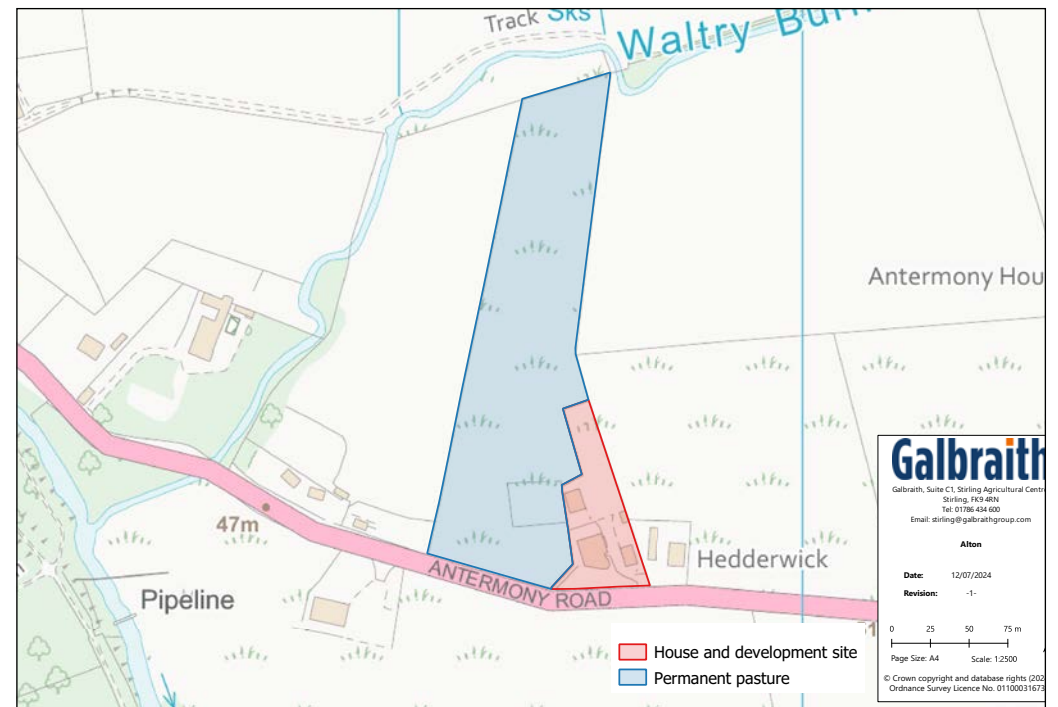 Track
Sks
Waltry Burn
Antermony Hou
47m
ANTERMONY ROAD
Hedderwick
Pipeline
House and development site
Permanent pasture
Galbraith
Galbraith, Suite C1, Stirling Agricultural Centre
Stirling, FK9 4RN
Tel: 01786 434 600
Email: stirling@galbraithgroup.com
Alton
Date: 12/07/2024
Revision: -1-
0 25 50 75 m
Page Size: A4 Scale: 1:2500
© Crown copyright and database rights (202
Ordnance Survey Licence No. 01100031673